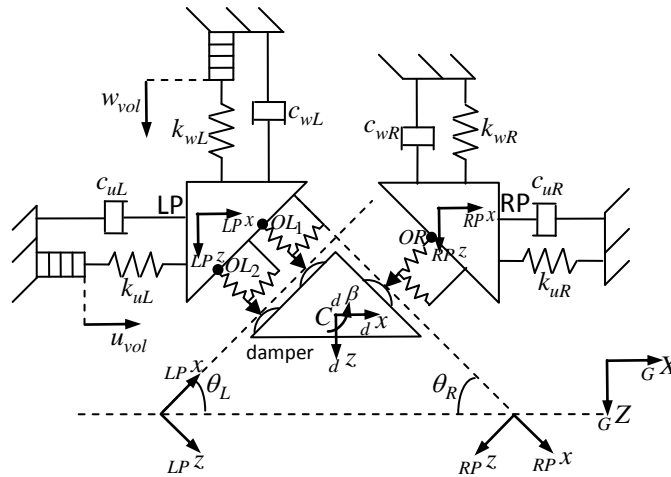 w_vol
k_wL
c_wL
c_wR
k_wR
c_uL
LP
LP x
OL_1
LP z
OL_2
k_uL
u_vol
RP x
RP
c_uR
OR
RP z
k_uR
C
d β
d x
d z
damper
LP x
θ_L
LP z
θ_R
RP z
RP x
G X
G Z